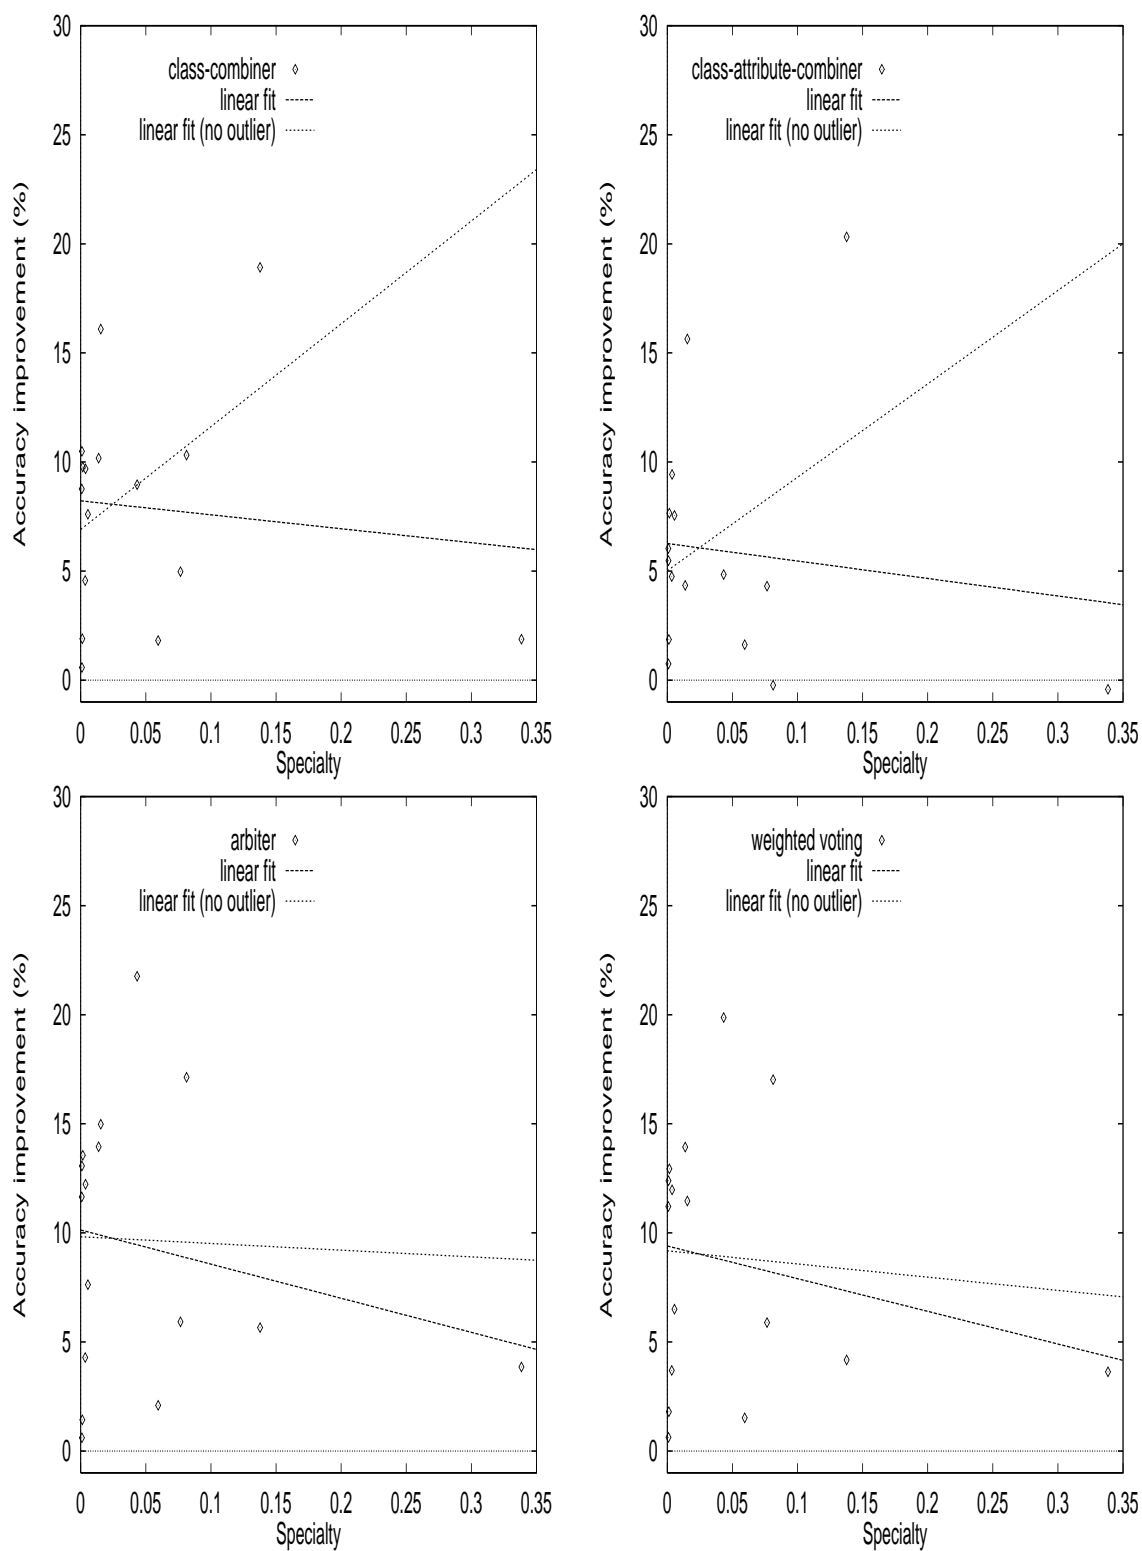 30
25
20
15
10
5
0
Accuracy improvement (%)
class-combiner
linear fit
linear fit (no outlier)
0 0.05 0.1 0.15 0.2 0.25 0.3 0.35
Specialty
30
25
20
15
10
5
0
Accuracy improvement (%)
class-attribute-combiner
linear fit
linear fit (no outlier)
0 0.05 0.1 0.15 0.2 0.25 0.3 0.35
Specialty
30
25
20
15
10
5
0
Accuracy improvement (%)
arbiter
linear fit
linear fit (no outlier)
0 0.05 0.1 0.15 0.2 0.25 0.3 0.35
Specialty
30
25
20
15
10
5
0
Accuracy improvement (%)
weighted voting
linear fit
linear fit (no outlier)
0 0.05 0.1 0.15 0.2 0.25 0.3 0.35
Specialty